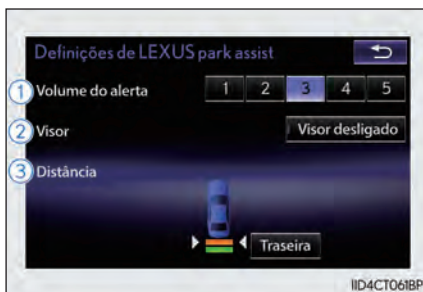 Definições de LEXUS park assist
1 Volume do alerta 1 2 3 4 5
2 Visor Visor desligado
3 Distância
Traseira
IID4CT061BP